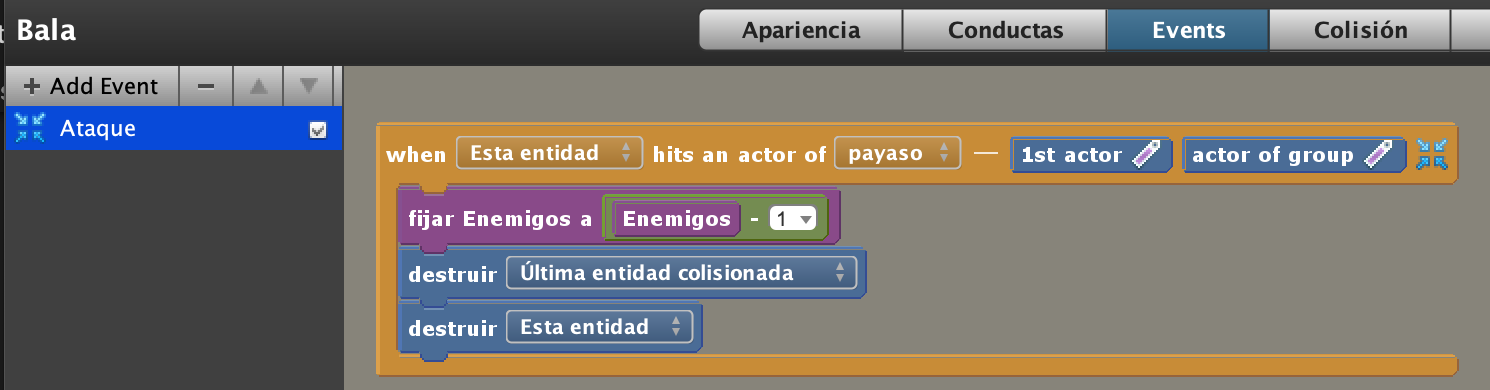 Bala
Apariencia Conductas Events Colisión
+ Add Event −
Ataque
when Esta entidad hits an actor of payaso — 1st actor actor of group
fijar Enemigos a Enemigos - 1
destruir Última entidad colisionada
destruir Esta entidad